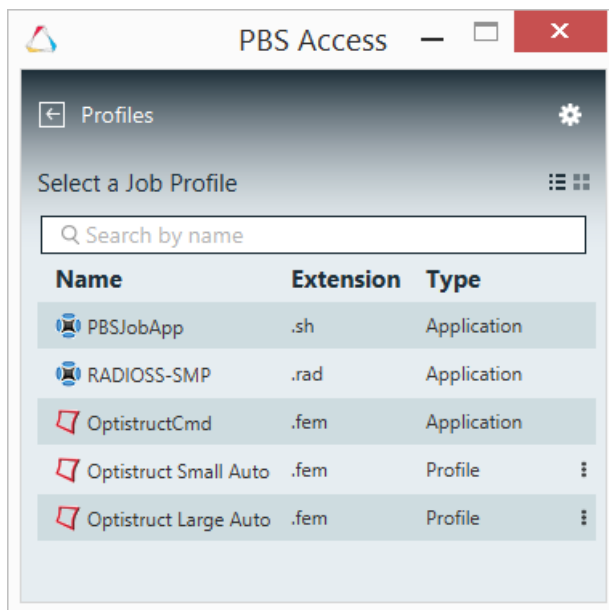 PBS Access
Profiles
Select a Job Profile
Search by name
Name Extension Type
PBSJobApp .sh Application
RADIOSS-SMP .rad Application
OptistructCmd .fem Application
Optistruct Small Auto .fem Profile
Optistruct Large Auto .fem Profile